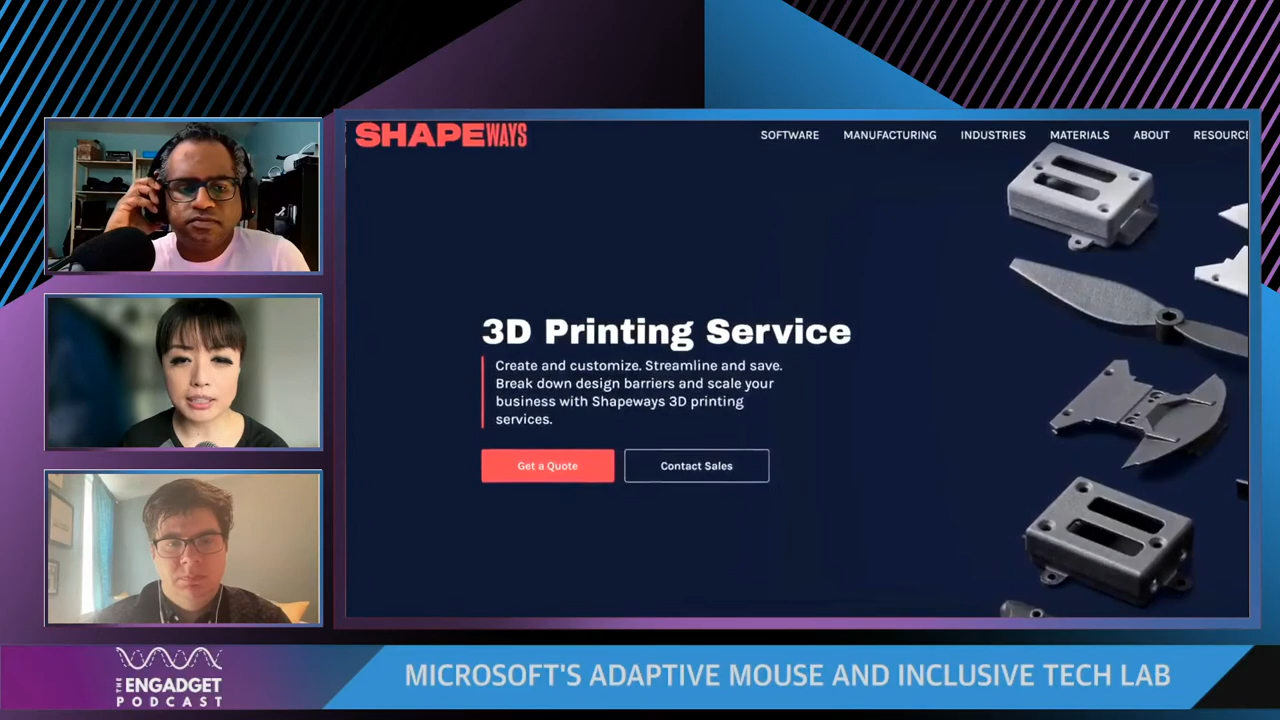 SHAPEWAYS
SOFTWARE MANUFACTURING INDUSTRIES MATERIALS ABOUT RESOURC
3D Printing Service
Create and customize. Streamline and save.
Break down design barriers and scale your
business with Shapeways 3D printing
services.
Get a Quote Contact Sales
THE ENGADGET PODCAST
MICROSOFT'S ADAPTIVE MOUSE AND INCLUSIVE TECH LAB